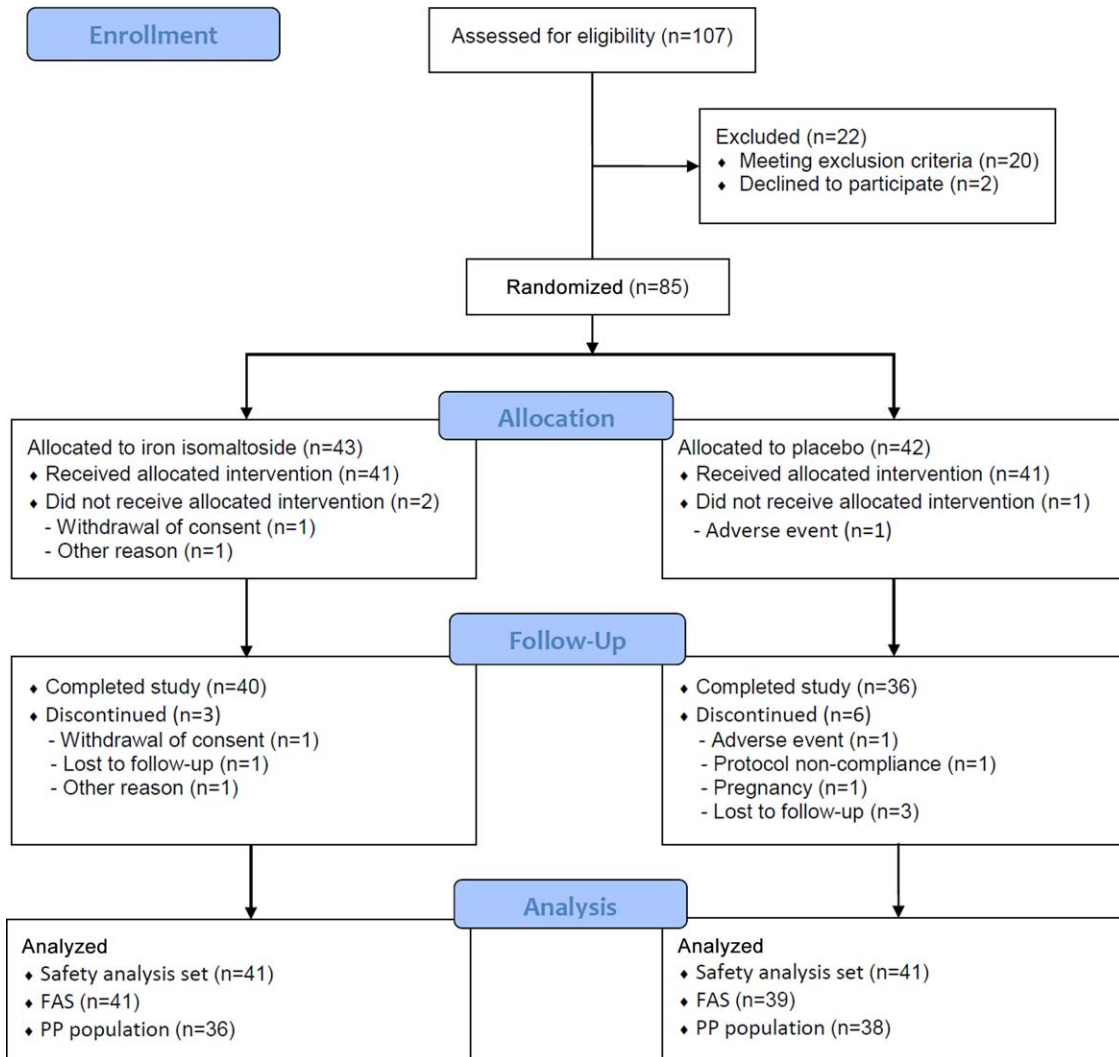 Enrollment
Assessed for eligibility (n=107)
Excluded (n=22)
♦ Meeting exclusion criteria (n=20)
♦ Declined to participate (n=2)
Randomized (n=85)
Allocation
Allocated to iron isomaltoside (n=43)
♦ Received allocated intervention (n=41)
♦ Did not receive allocated intervention (n=2)
- Withdrawal of consent (n=1)
- Other reason (n=1)
Allocated to placebo (n=42)
♦ Received allocated intervention (n=41)
♦ Did not receive allocated intervention (n=1)
- Adverse event (n=1)
Follow-Up
♦ Completed study (n=40)
♦ Discontinued (n=3)
- Withdrawal of consent (n=1)
- Lost to follow-up (n=1)
- Other reason (n=1)
♦ Completed study (n=36)
♦ Discontinued (n=6)
- Adverse event (n=1)
- Protocol non-compliance (n=1)
- Pregnancy (n=1)
- Lost to follow-up (n=3)
Analysis
Analyzed
♦ Safety analysis set (n=41)
♦ FAS (n=41)
♦ PP population (n=36)
Analyzed
♦ Safety analysis set (n=41)
♦ FAS (n=39)
♦ PP population (n=38)